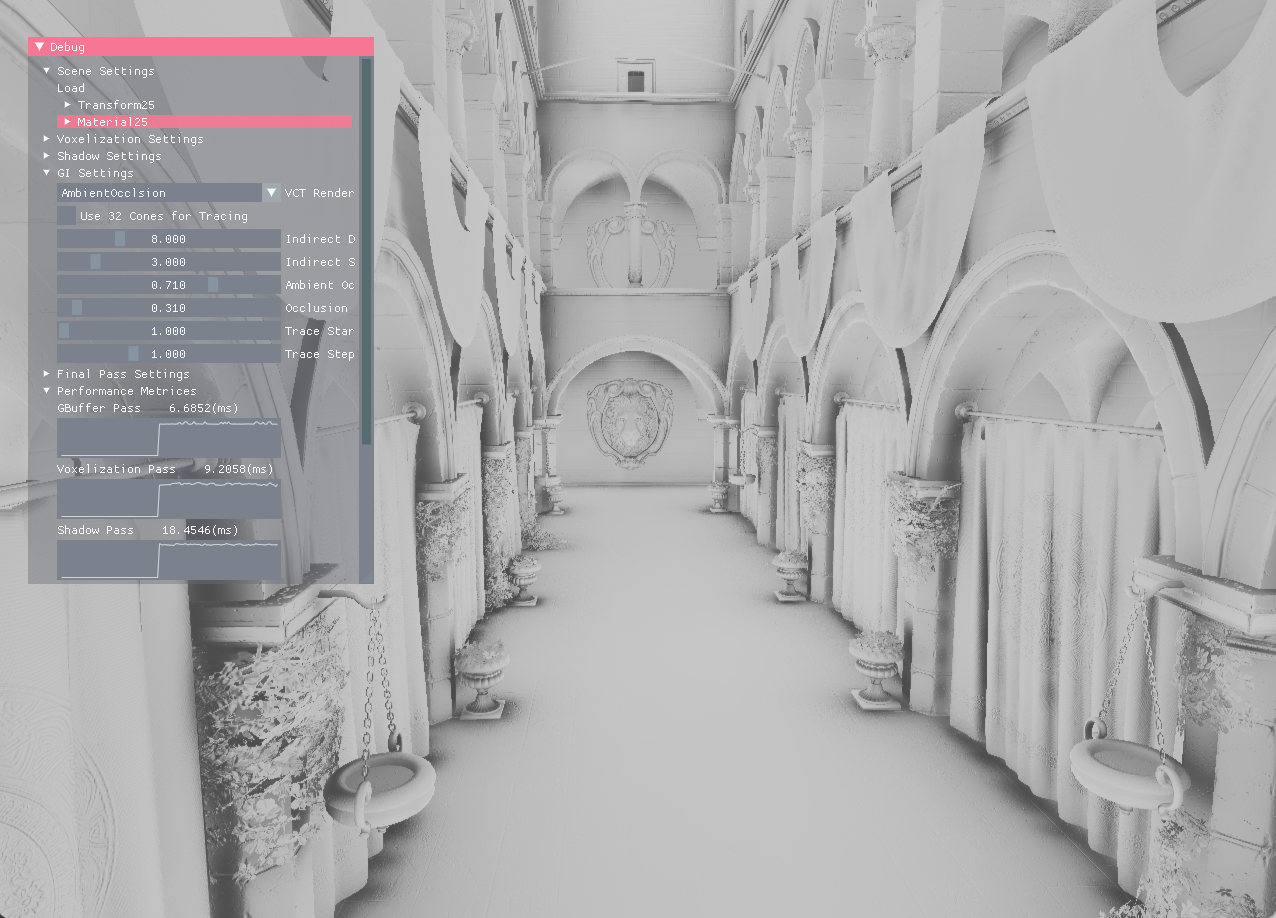 Debug
Scene Settings
Load
Transform25
Material25
Voxelization Settings
Shadow Settings
GI Settings
AmbientOcclsion VCT Render
Use 32 Cones for Tracing
8.000 Indirect D
3.000 Indirect S
0.710 Ambient Oc
0.310 Occlusion
1.000 Trace Star
1.000 Trace Step
Final Pass Settings
Performance Metrices
GBuffer Pass 6.6852(ms)
Voxelization Pass 9.2058(ms)
Shadow Pass 18.4546(ms)